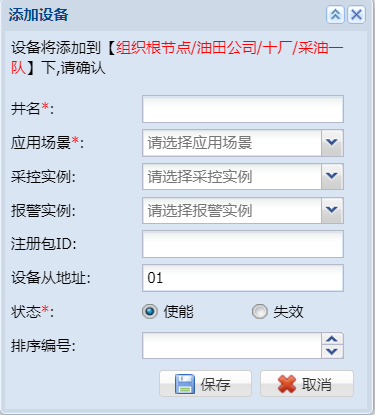 添加设备
设备将添加到【组织根节点/油田公司/十厂/采油一
队】下,请确认
井名*:
应用场景*: 请选择应用场景
采控实例: 请选择采控实例
报警实例: 请选择报警实例
注册包ID:
设备从地址: 01
状态*: 使能 失效
排序编号:
保存 取消